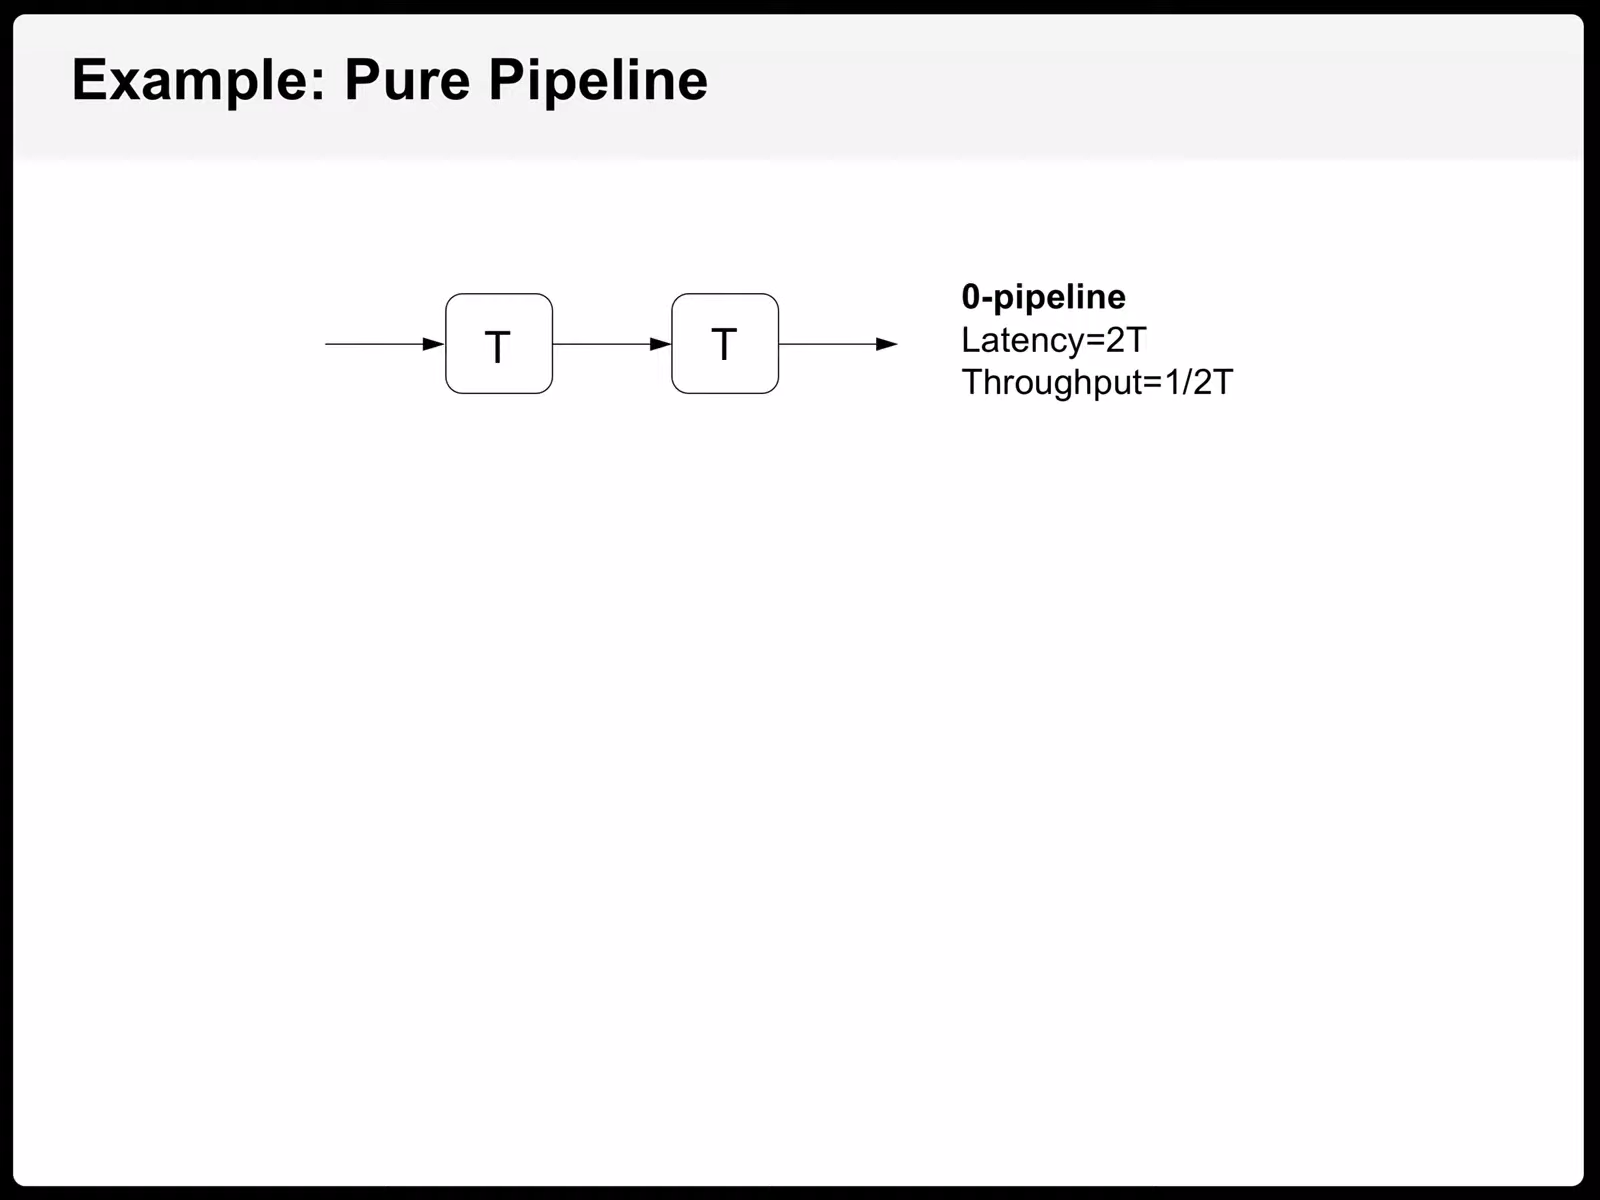 Example: Pure Pipeline
T
T
0-pipeline
Latency=2T
Throughput=1/2T